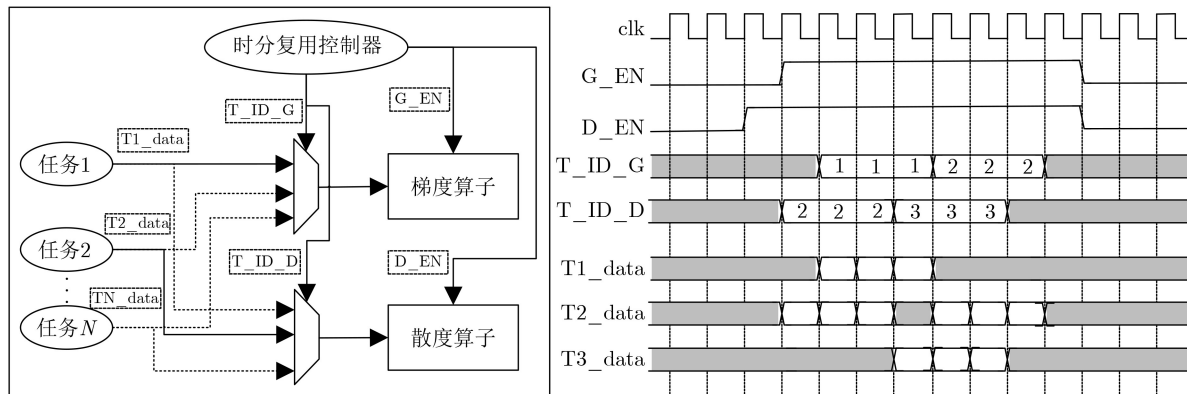 时分复用控制器
T_ID_G
G_EN
T1_data
任务1
梯度算子
T2_data
任务2
T_ID_D
D_EN
TN_data
任务N
散度算子
clk
G_EN
D_EN
T_ID_G 1 1 1 2 2 2
T_ID_D 2 2 2 3 3 3
T1_data
T2_data
T3_data